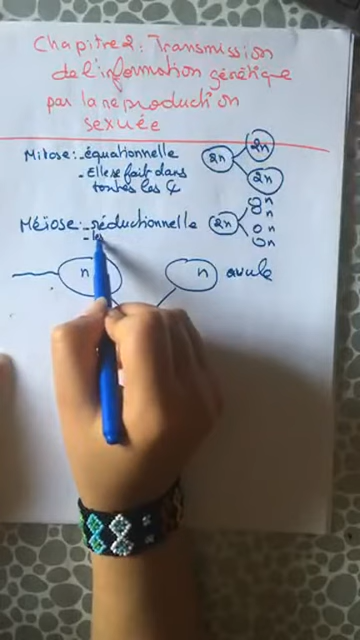 Chapitre 2: Transmission
de l'information génétique
par la reproduction
sexuée
Mitose: - équationnelle
- Elle se fait dans
toutes les ¢
2n
2n
2n
Méiose: - réductionnelle
-
2n
n
n
n
n
n
n
ovule